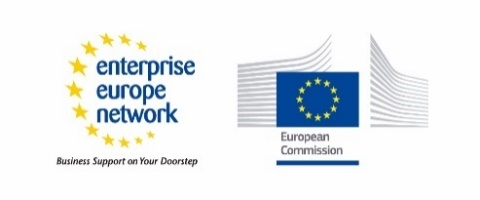 enterprise
europe
network
Business Support on Your Doorstep
European
Commission